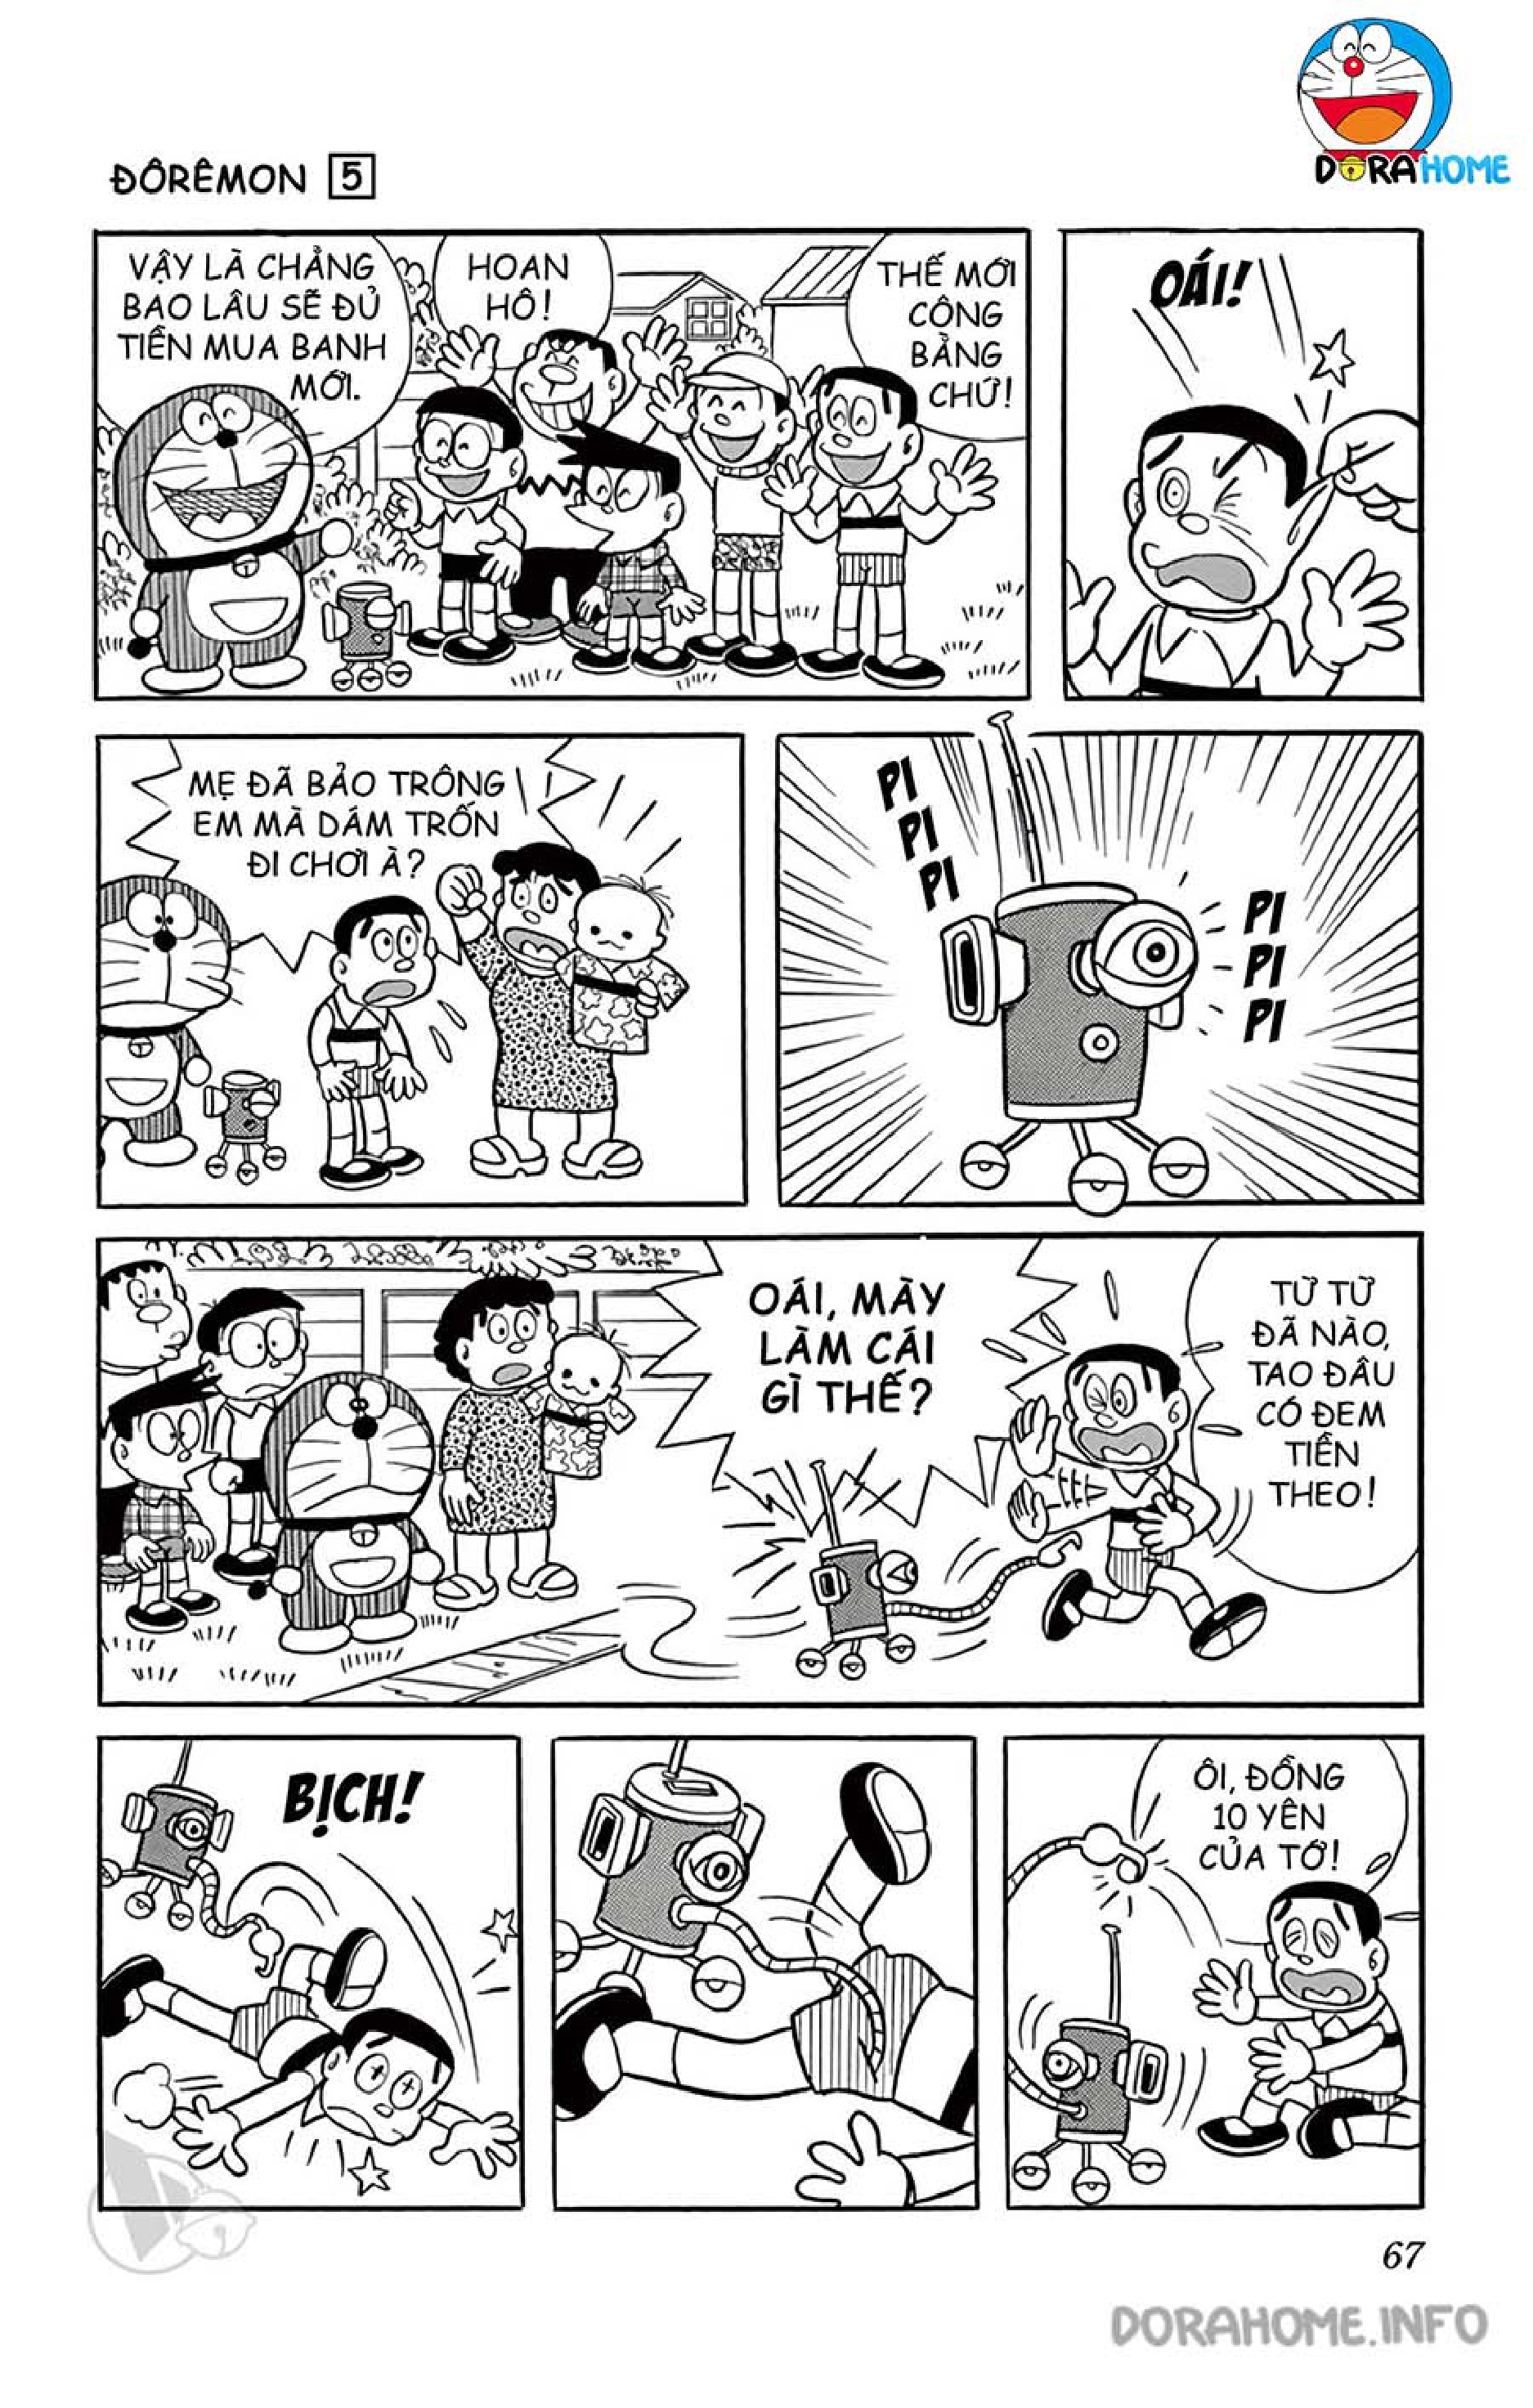 DORAHOME
ĐÔRÊMON 5
VẬY LÀ CHẲNG
BAO LÂU SẼ ĐỦ
TIỀN MUA BANH
MỚI.
HOAN
HÔ!
THẾ MỚI
CÔNG
BẰNG
CHỨ!
OÁI!
MẸ ĐÃ BẢO TRÔNG
EM MÀ DÁM TRỐN
ĐI CHƠI À?
PI
PI
PI
PI
PI
PI
OÁI, MÀY
LÀM CÁI
GÌ THẾ?
TỪ TỪ
ĐÃ NÀO,
TAO ĐÂU
CÓ ĐEM
TIỀN
THEO!
BỊCH!
ÔI, ĐỒNG
10 YÊN
CỦA TỚ!
67
DORAHOME.INFO